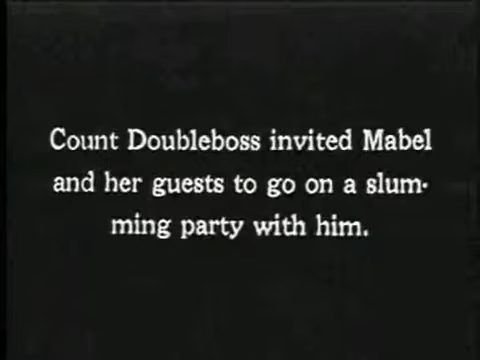 Count Doubleboss invited Mabel
and her guests to go on a slum-
ming party with him.